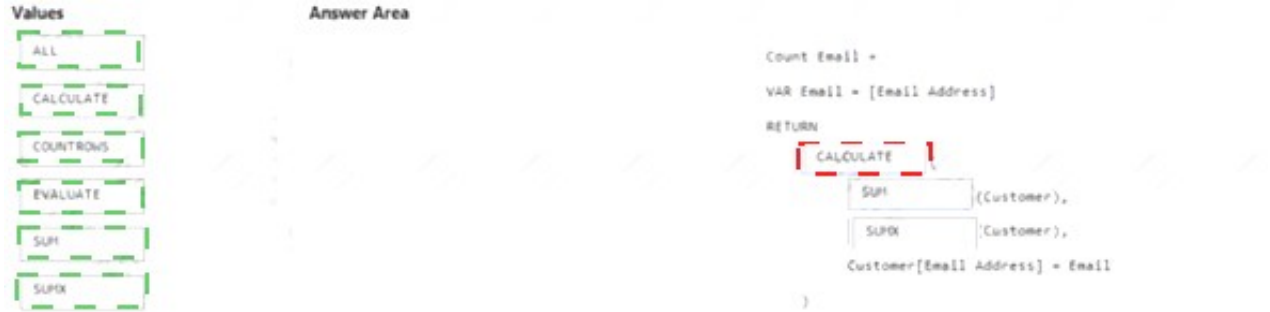 Values
Answer Area
ALL
CALCULATE
COUNTROWS
EVALUATE
SUM
SUMX
Count Email =
VAR Email = [Email Address]
RETURN
CALCULATE (
SUM (Customer),
SUMX (Customer),
Customer[Email Address] = Email
)